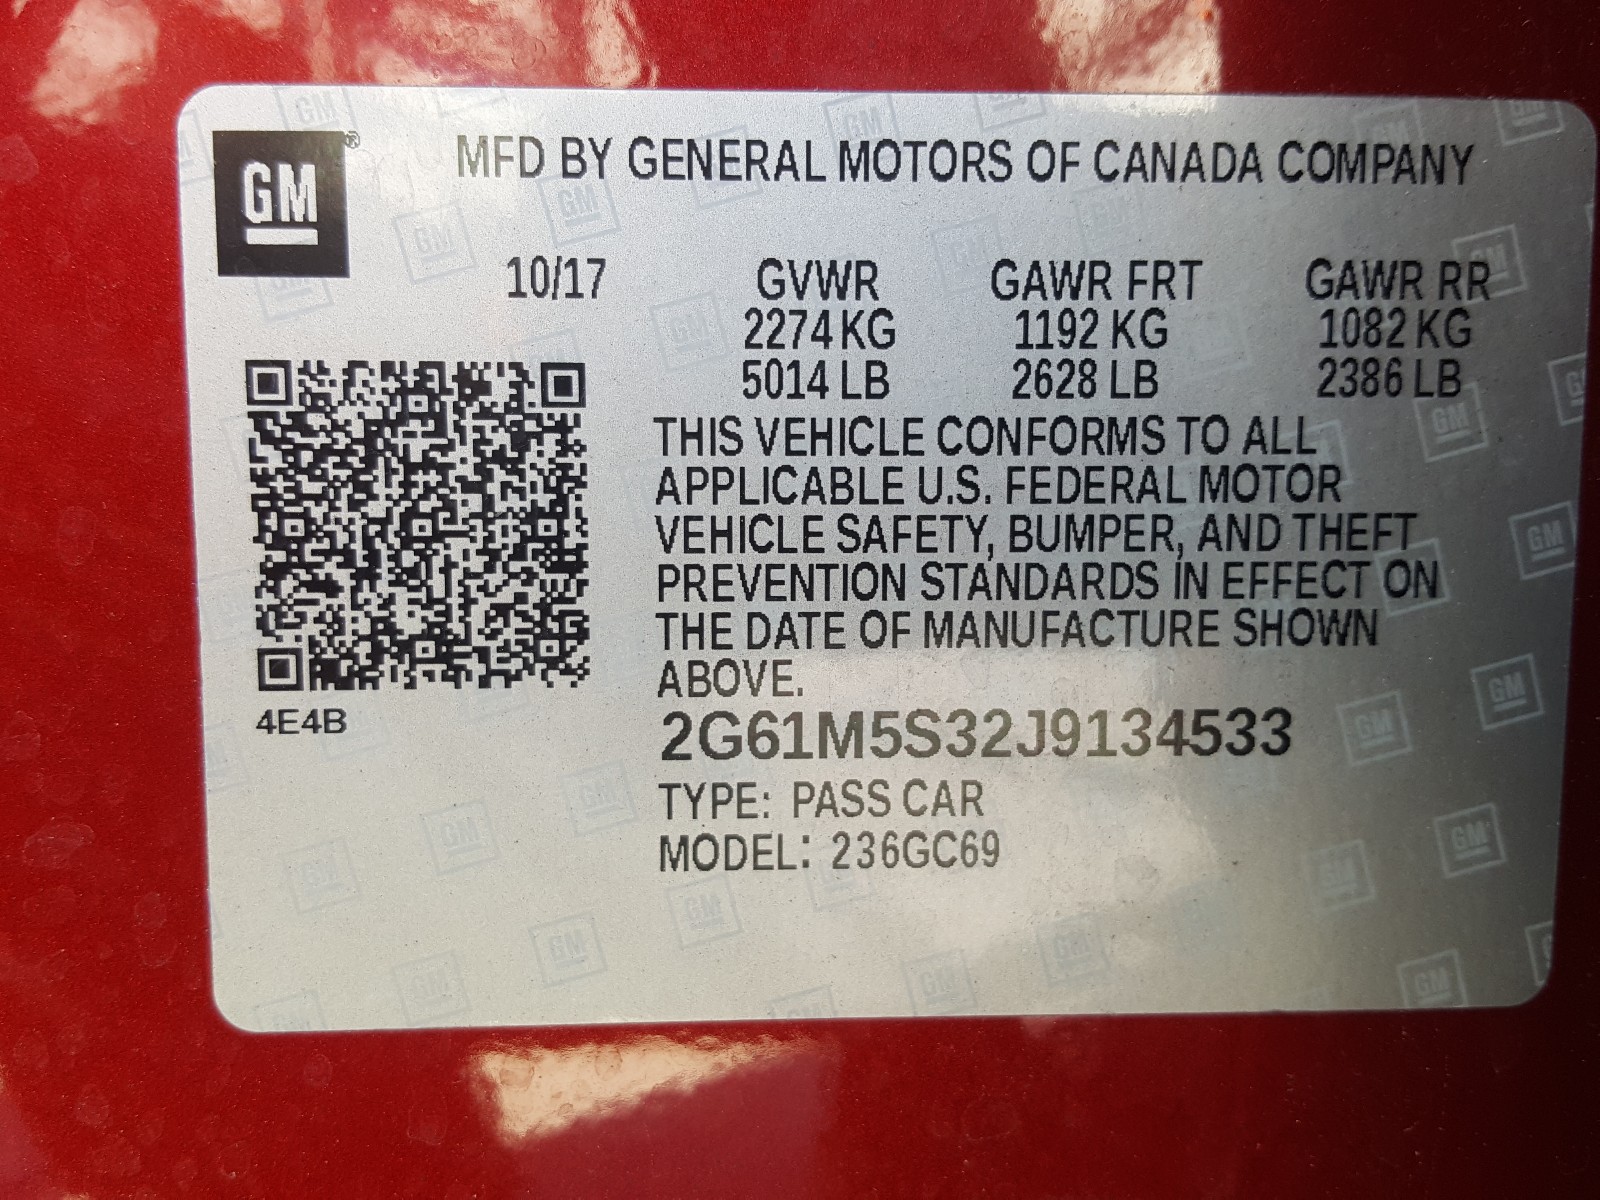 GM®
MFD BY GENERAL MOTORS OF CANADA COMPANY
10/17 GVWR GAWR FRT GAWR RR
2274 KG 1192 KG 1082 KG
5014 LB 2628 LB 2386 LB
THIS VEHICLE CONFORMS TO ALL
APPLICABLE U.S. FEDERAL MOTOR
VEHICLE SAFETY, BUMPER, AND THEFT
PREVENTION STANDARDS IN EFFECT ON
THE DATE OF MANUFACTURE SHOWN
ABOVE.
4E4B
2G61M5S32J9134533
TYPE: PASS CAR
MODEL: 236GC69